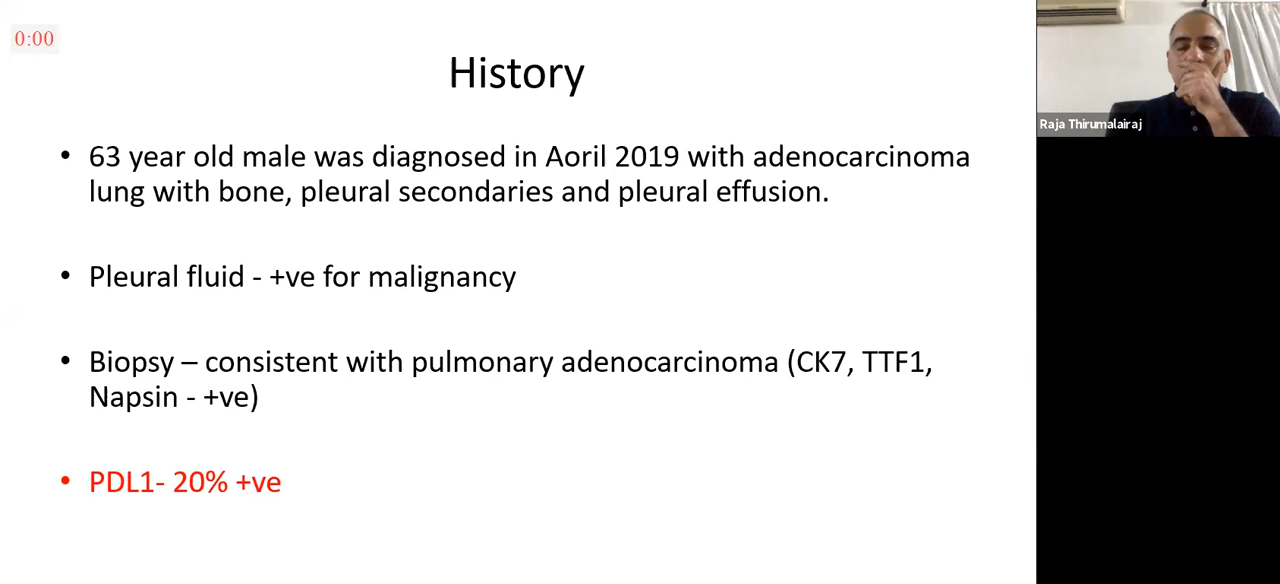 0:00
History
• 63 year old male was diagnosed in Aoril 2019 with adenocarcinoma
lung with bone, pleural secondaries and pleural effusion.
• Pleural fluid - +ve for malignancy
• Biopsy – consistent with pulmonary adenocarcinoma (CK7, TTF1,
Napsin - +ve)
• PDL1- 20% +ve
Raja Thirumalairaj